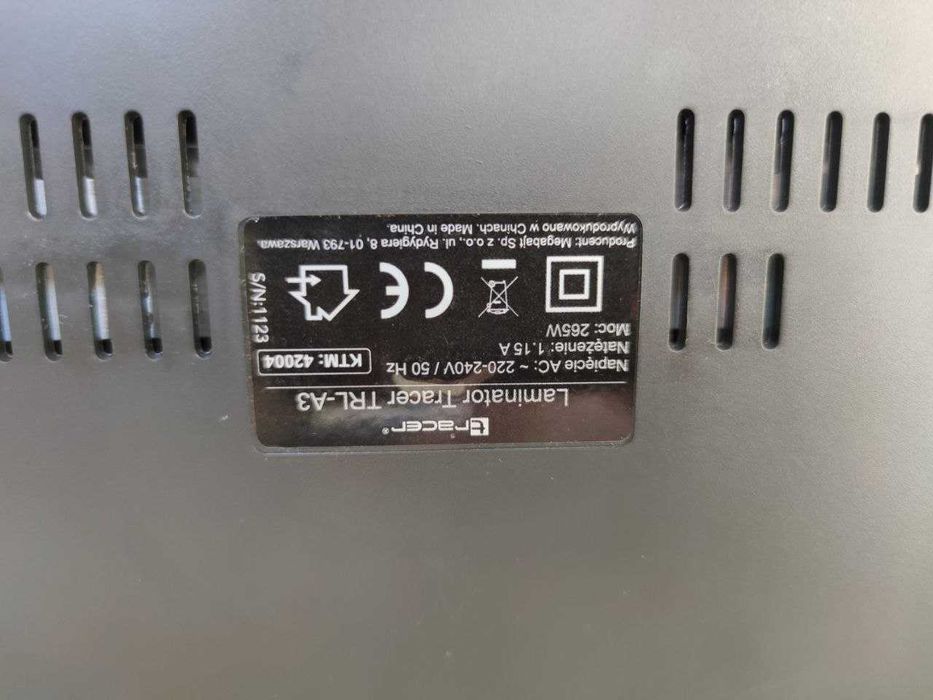 tracer®
Laminator Tracer TRL-A3
Napięcie AC: ~ 220-240V / 50 Hz
Natężenie: 1.15 A
Moc: 265W
KTM: 42004
S/N:1123
CE
Producent: Megabajt Sp. z o.o., ul. Rydygiera 8, 01-793 Warszawa.
Wyprodukowano w Chinach. Made in China.